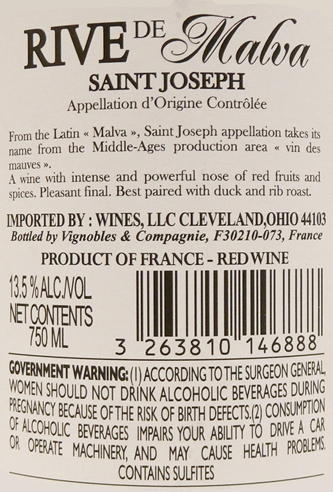 RIVE DE Malva
SAINT JOSEPH
Appellation d'Origine Contrôlée
From the Latin « Malva », Saint Joseph appellation takes its
name from the Middle-Ages production area « vin des
mauves ».
A wine with intense and powerful nose of red fruits and
spices. Pleasant final. Best paired with duck and rib roast.
IMPORTED BY : WINES, LLC CLEVELAND,OHIO 44103
Bottled by Vignobles & Compagnie, F30210-073, France
PRODUCT OF FRANCE - RED WINE
13.5 % ALC./VOL
NET CONTENTS
750 ML
3 263810 146888
GOVERNMENT WARNING: (1) ACCORDING TO THE SURGEON GENERAL,
WOMEN SHOULD NOT DRINK ALCOHOLIC BEVERAGES DURING
PREGNANCY BECAUSE OF THE RISK OF BIRTH DEFECTS.(2) CONSUMPTION
OF ALCOHOLIC BEVERAGES IMPAIRS YOUR ABILITY TO DRIVE A CAR
OR OPERATE MACHINERY, AND MAY CAUSE HEALTH PROBLEMS.
CONTAINS SULFITES